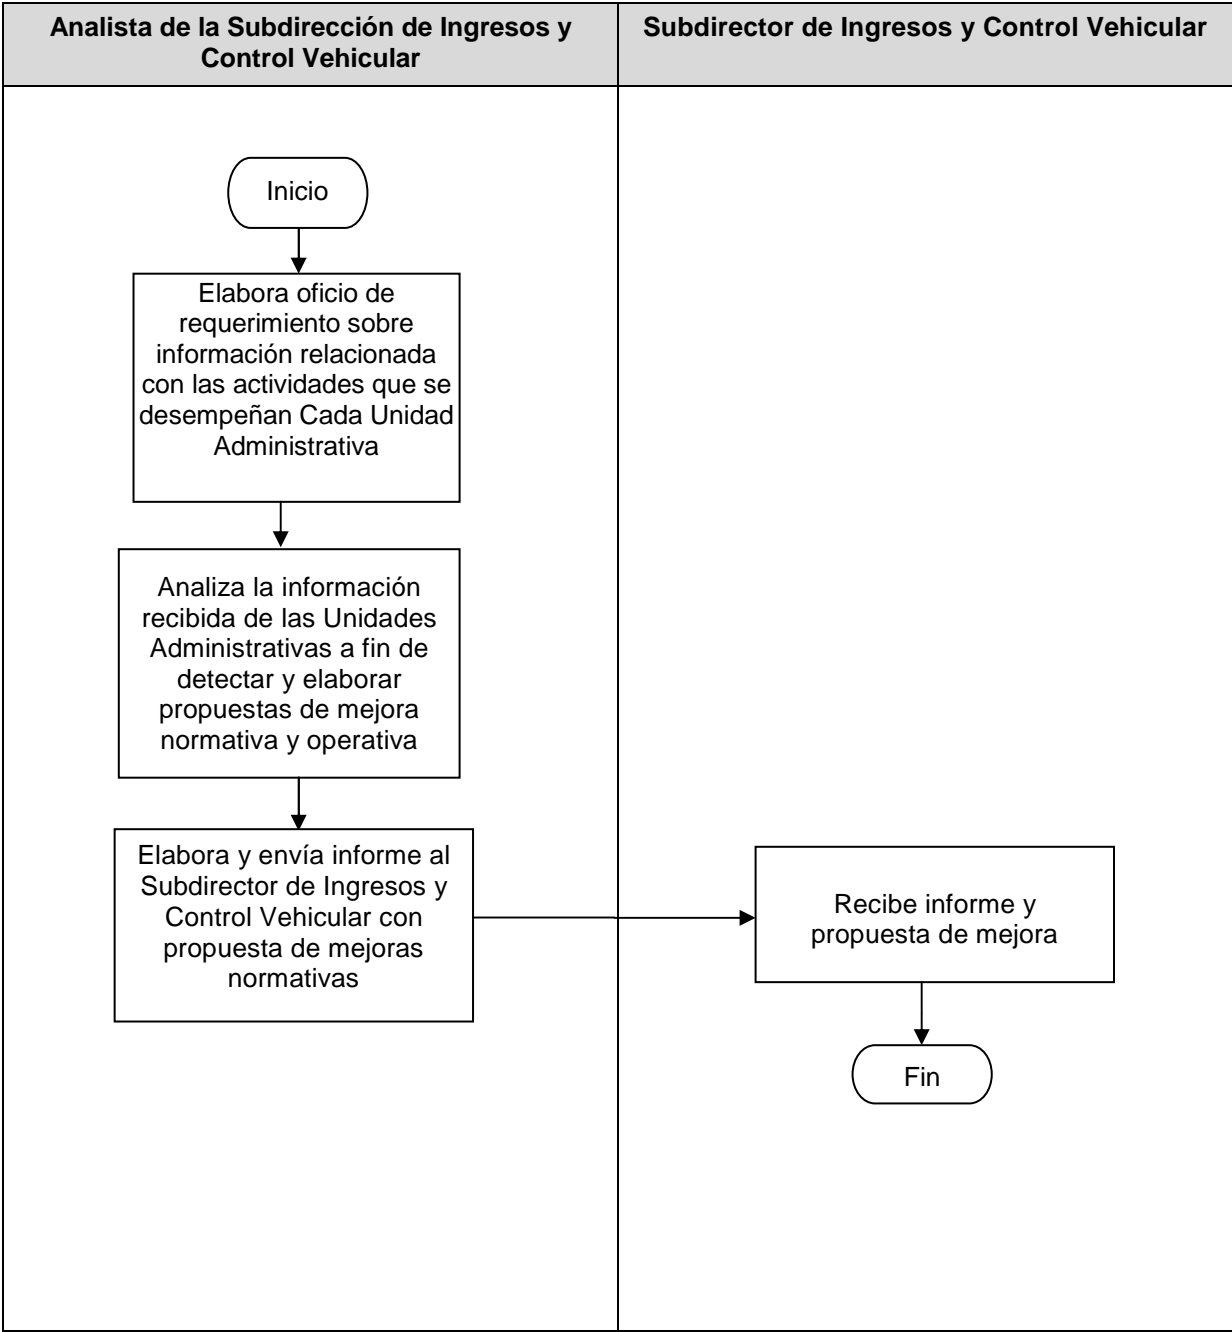 Analista de la Subdirección de Ingresos y
Control Vehicular
Subdirector de Ingresos y Control Vehicular
Inicio
Elabora oficio de
requerimiento sobre
información relacionada
con las actividades que se
desempeñan Cada Unidad
Administrativa
Analiza la información
recibida de las Unidades
Administrativas a fin de
detectar y elaborar
propuestas de mejora
normativa y operativa
Elabora y envía informe al
Subdirector de Ingresos y
Control Vehicular con
propuesta de mejoras
normativas
Recibe informe y
propuesta de mejora
Fin